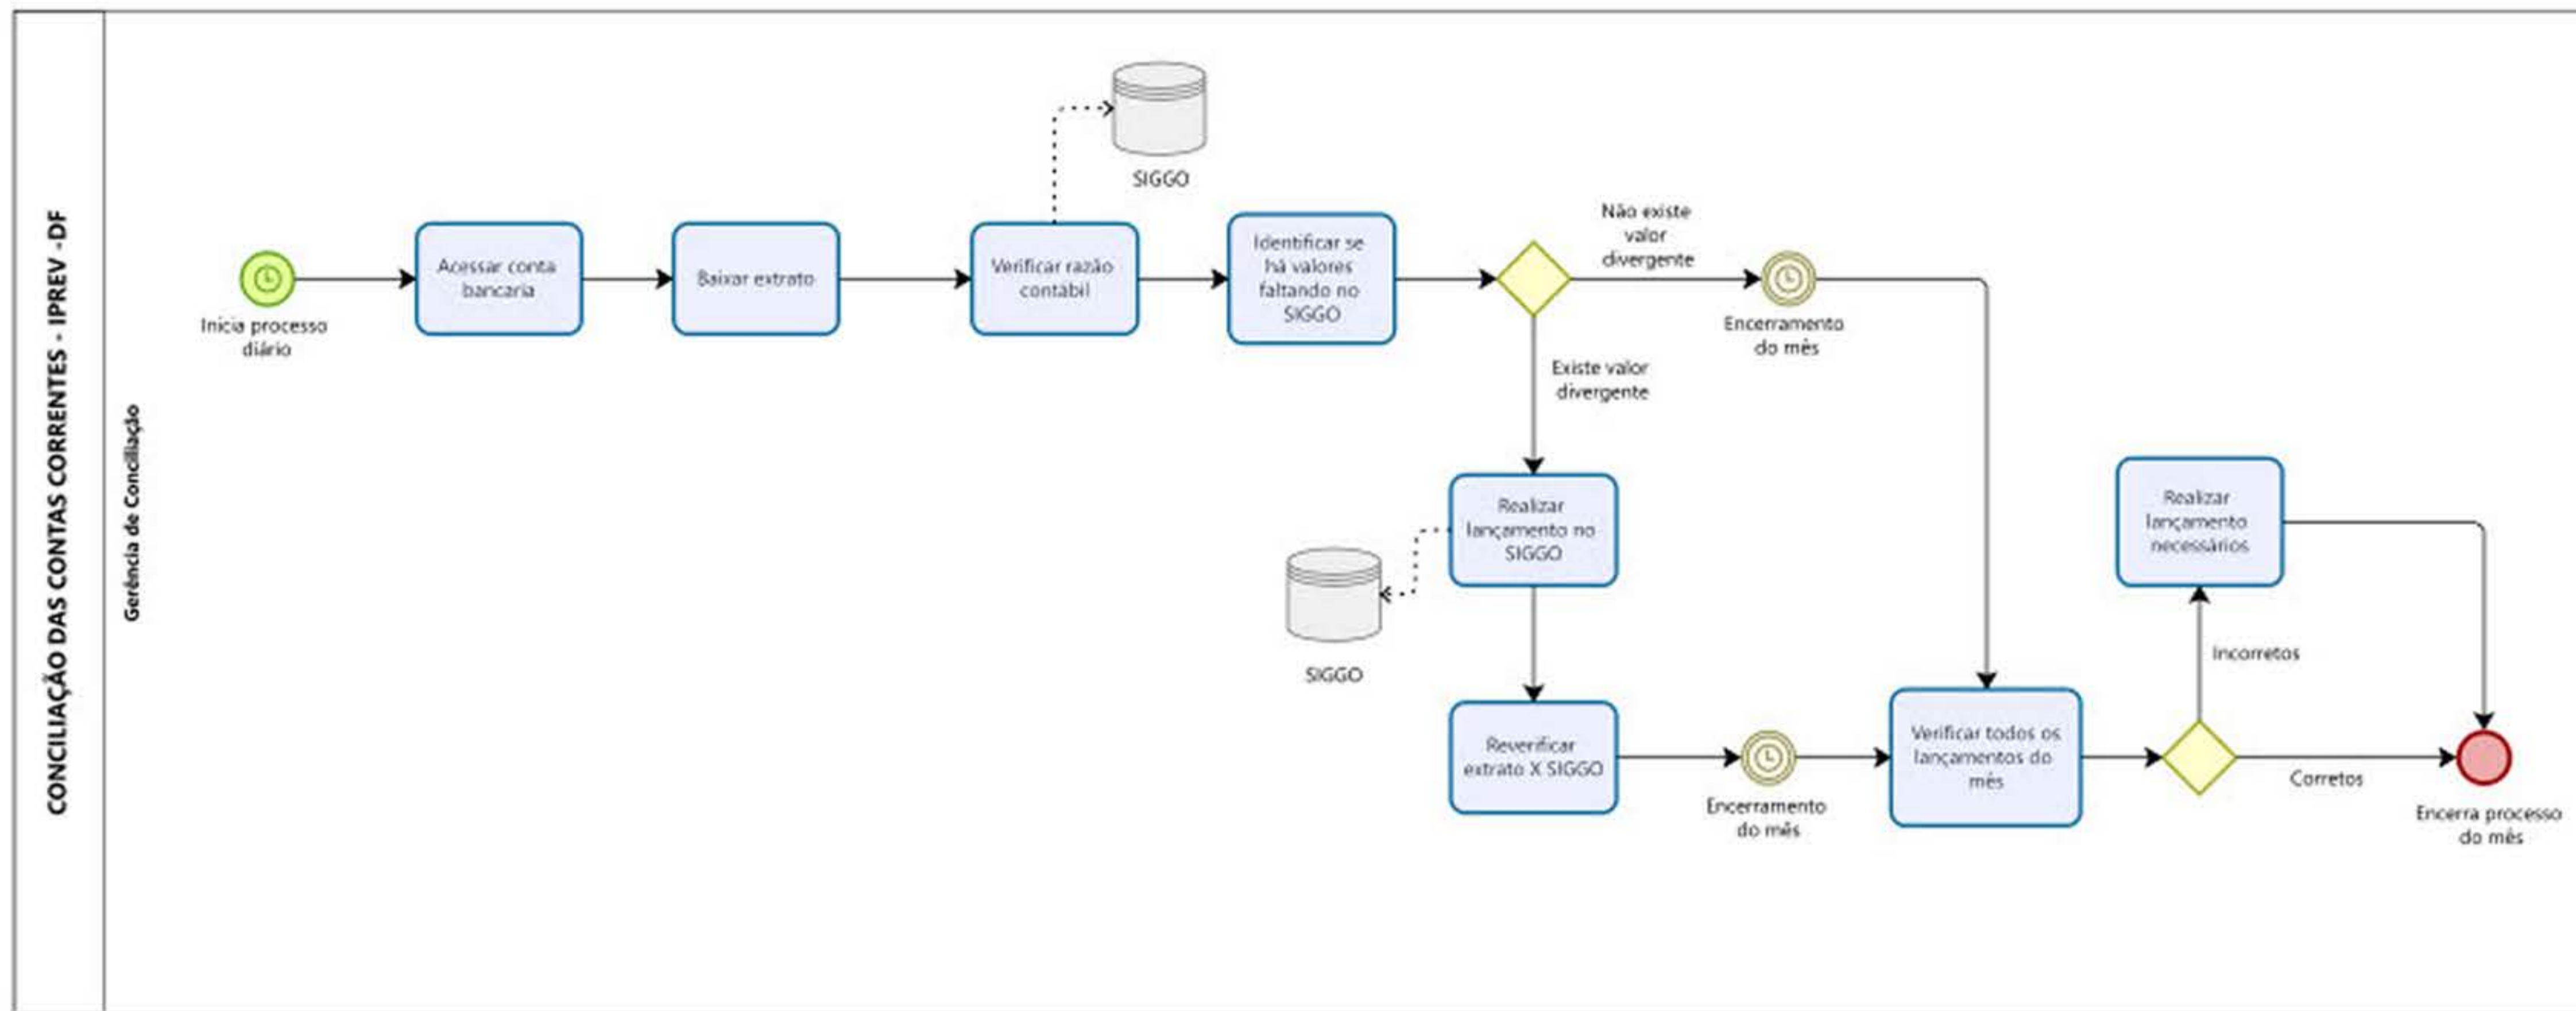 CONCILIAÇÃO DAS CONTAS CORRENTES - IPREV -DF
Gerência de Conciliação
Inicia processo
diário
Acessar conta
bancaria
Baixar extrato
Verificar razão
contábil
SIGGO
Identificar se
há valores
faltando no
SIGGO
Não existe
valor
divergente
Encerramento
do mês
Existe valor
divergente
Realizar
lançamento no
SIGGO
SIGGO
Reverificar
extrato X SIGGO
Encerramento
do mês
Verificar todos os
lançamentos do
mês
Realizar
lançamento
necessários
Incorretos
Corretos
Encerra processo
do mês